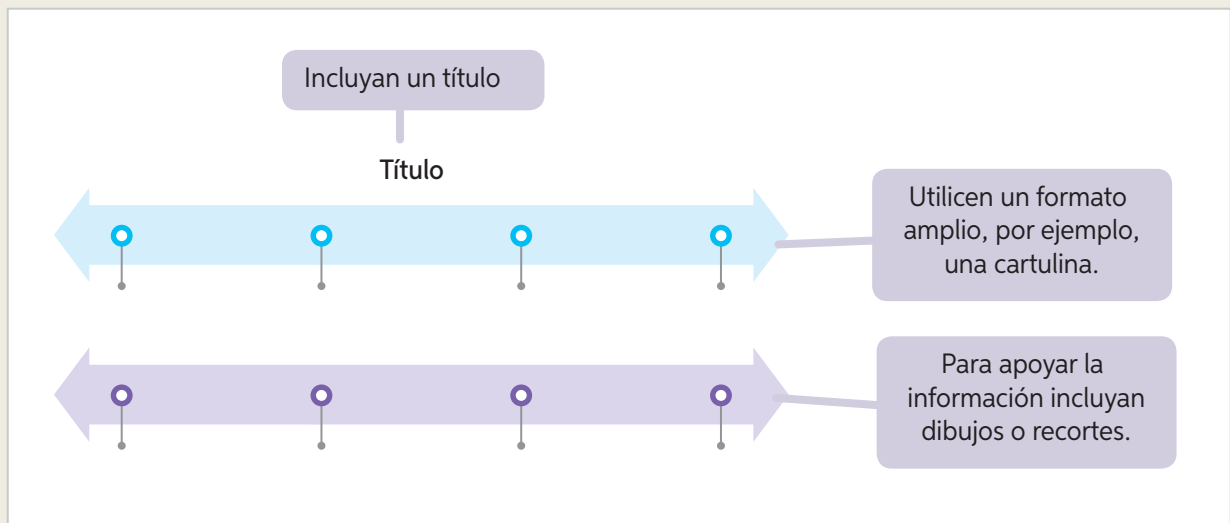 Incluyan un título
Título
Utilicen un formato
amplio, por ejemplo,
una cartulina.
Para apoyar la
información incluyan
dibujos o recortes.